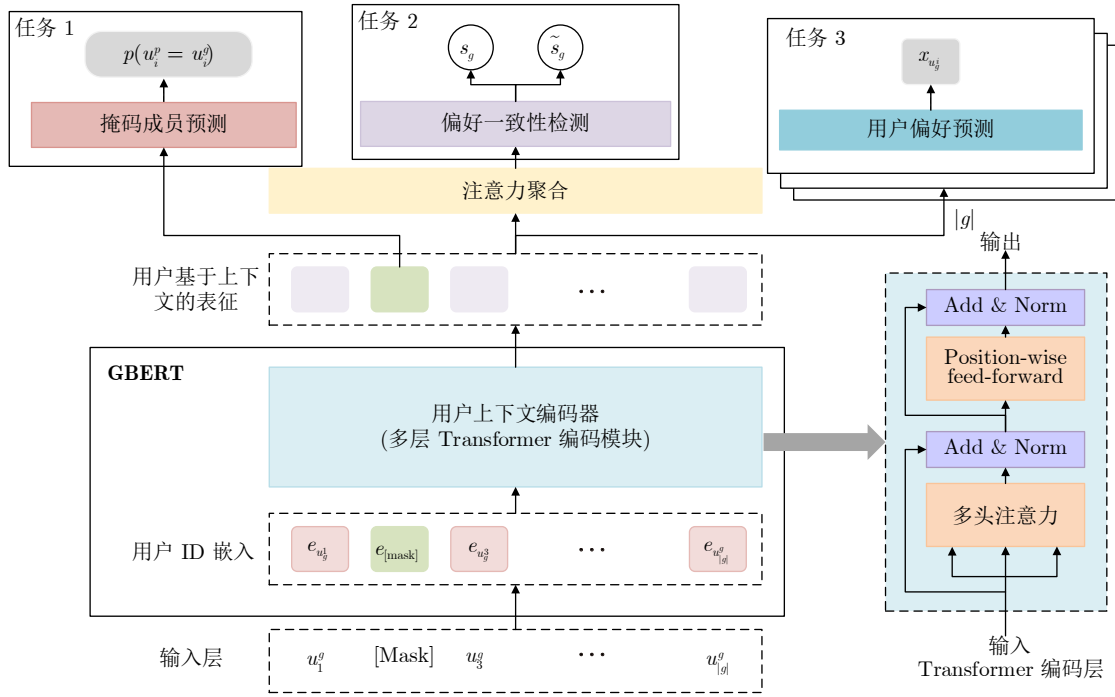 任务 1
p(u_i^p = u_i^g)
掩码成员预测
任务 2
s_g
s̃_g
偏好一致性检测
任务 3
x_{u_g^i}
用户偏好预测
注意力聚合
|g|
用户基于上下
文的表征
...
GBERT
用户上下文编码器
(多层 Transformer 编码模块)
用户 ID 嵌入
e_{u_g^1}
e_{[mask]}
e_{u_g^3}
...
e_{u_{|g|}^g}
输入层
u_1^g
[Mask]
u_3^g
...
u_{|g|}^g
输出
Add & Norm
Position-wise
feed-forward
Add & Norm
多头注意力
输入
Transformer 编码层